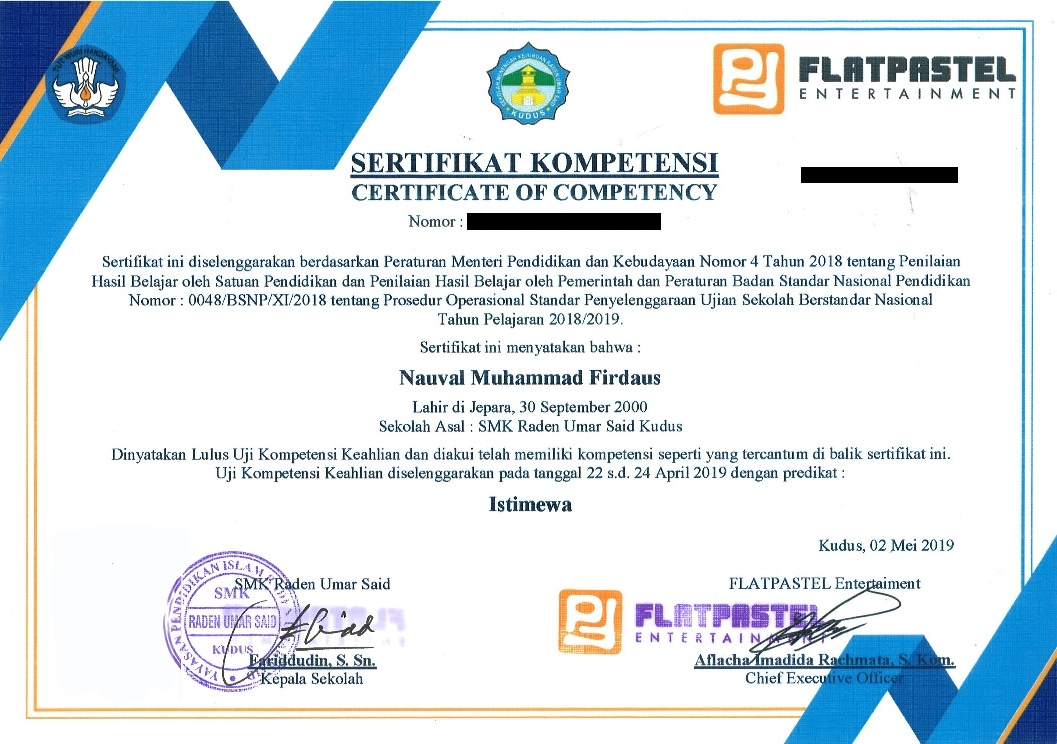 TUT WURI HANDAYANI
KUDUS
FLATPASTEL
ENTERTAINMENT
SERTIFIKAT KOMPETENSI
CERTIFICATE OF COMPETENCY
Nomor :
Sertifikat ini diselenggarakan berdasarkan Peraturan Menteri Pendidikan dan Kebudayaan Nomor 4 Tahun 2018 tentang Penilaian
Hasil Belajar oleh Satuan Pendidikan dan Penilaian Hasil Belajar oleh Pemerintah dan Peraturan Badan Standar Nasional Pendidikan
Nomor : 0048/BSNP/XI/2018 tentang Prosedur Operasional Standar Penyelenggaraan Ujian Sekolah Berstandar Nasional
Tahun Pelajaran 2018/2019.
Sertifikat ini menyatakan bahwa :
Nauval Muhammad Firdaus
Lahir di Jepara, 30 September 2000
Sekolah Asal : SMK Raden Umar Said Kudus
Dinyatakan Lulus Uji Kompetensi Keahlian dan diakui telah memiliki kompetensi seperti yang tercantum di balik sertifikat ini.
Uji Kompetensi Keahlian diselenggarakan pada tanggal 22 s.d. 24 April 2019 dengan predikat :
Istimewa
Kudus, 02 Mei 2019
SMK Raden Umar Said
FLATPASTEL Entertaiment
YAYASAN PENDIDIKAN ISLAM
SMK
RADEN UMAR SAID
KUDUS
FLATPASTEL
ENTERTAINMENT
Fariddudin, S. Sn.
Kepala Sekolah
Aflacha Imadida Rachmata, S. Kom.
Chief Executive Officer